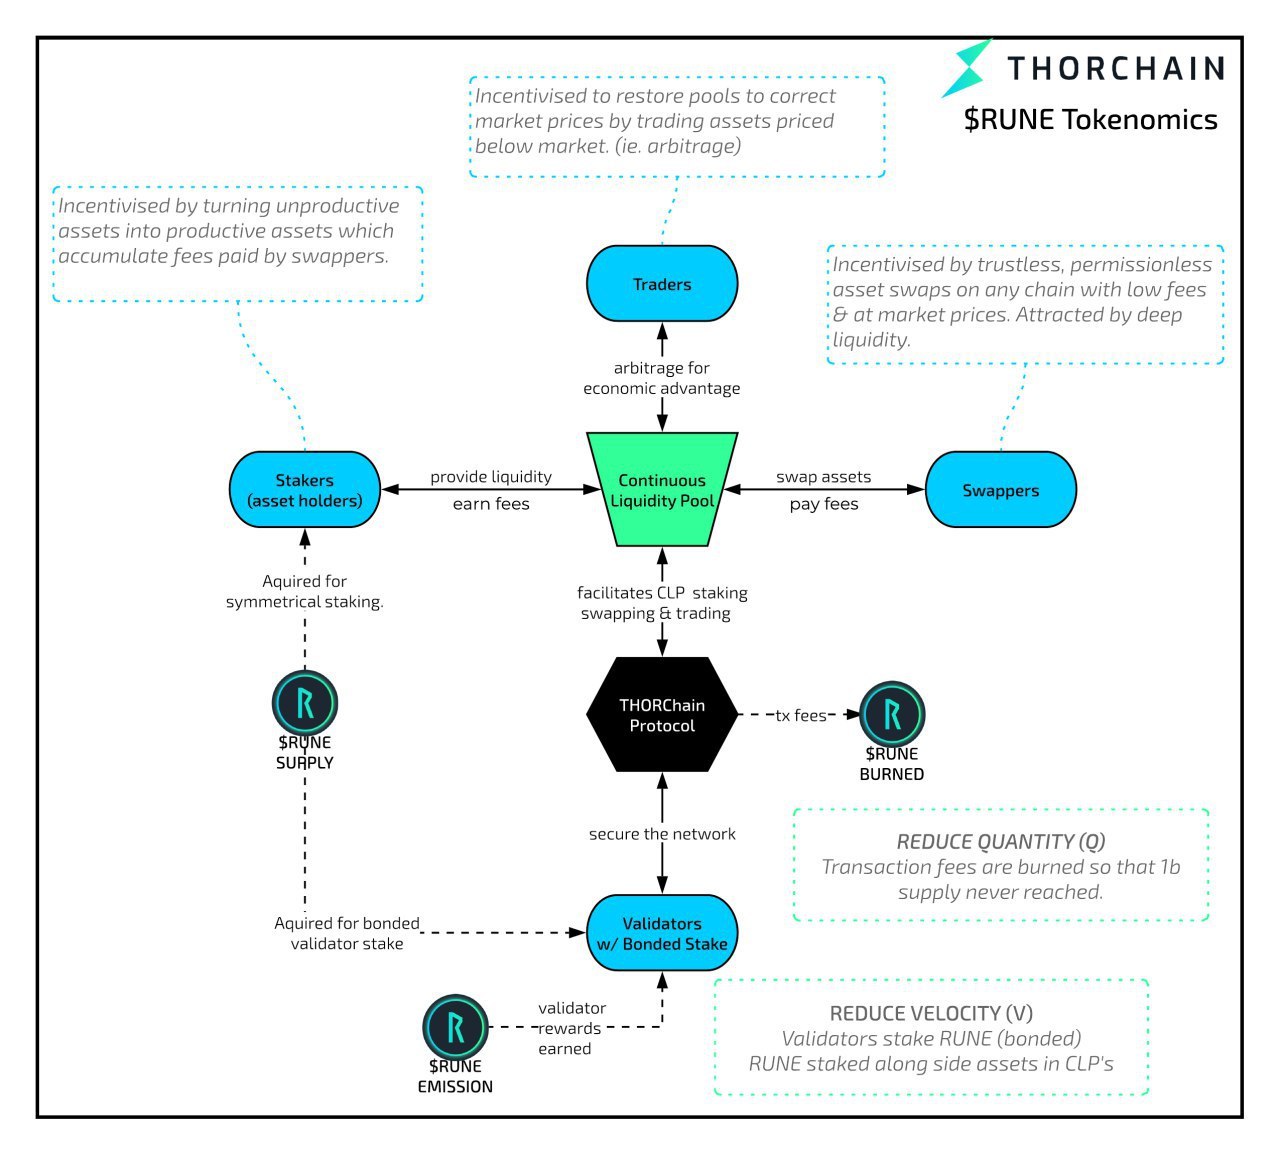 THORCHAIN
$RUNE Tokenomics
Incentivised to restore pools to correct
market prices by trading assets priced
below market. (ie. arbitrage)
Incentivised by turning unproductive
assets into productive assets which
accumulate fees paid by swappers.
Incentivised by trustless, permissionless
asset swaps on any chain with low fees
& at market prices. Attracted by deep
liquidity.
Traders
arbitrage for
economic advantage
Stakers
(asset holders)
provide liquidity
earn fees
Continuous
Liquidity Pool
swap assets
pay fees
Swappers
Aquired for
symmetrical staking.
facilitates CLP staking
swapping & trading
$RUNE
SUPPLY
THORChain
Protocol
tx fees
$RUNE
BURNED
secure the network
REDUCE QUANTITY (Q)
Transaction fees are burned so that 1b
supply never reached.
Aquired for bonded
validator stake
Validators
w/ Bonded Stake
validator
rewards
earned
$RUNE
EMISSION
REDUCE VELOCITY (V)
Validators stake RUNE (bonded)
RUNE staked along side assets in CLP's